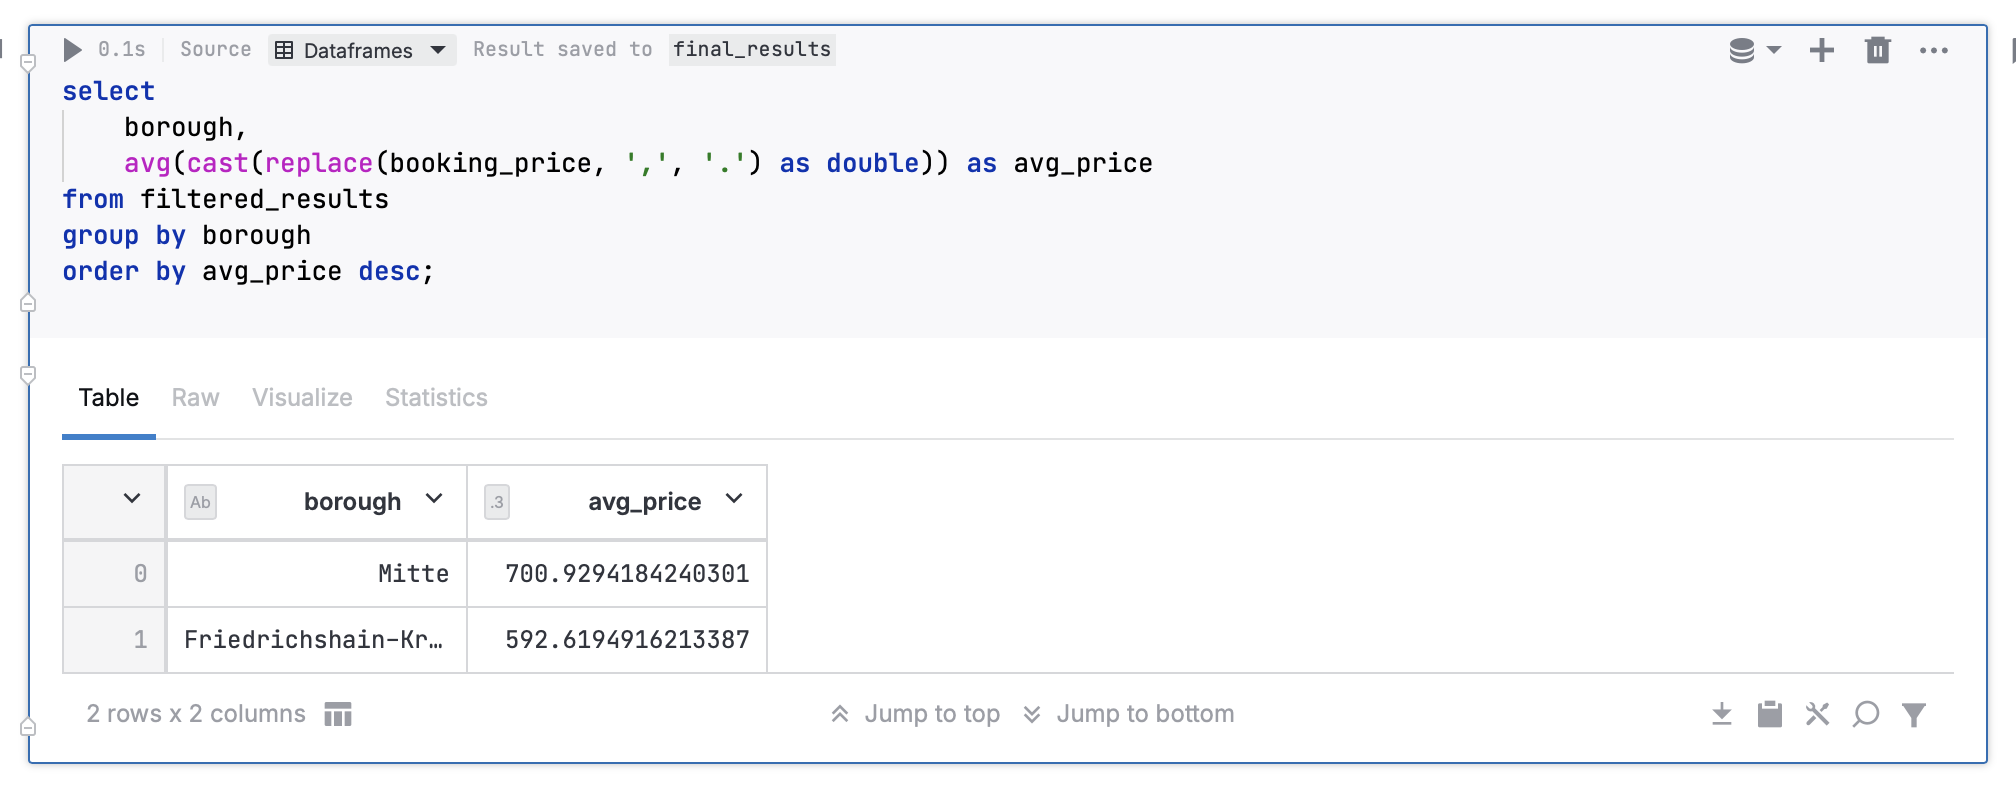 0.1s Source Dataframes Result saved to final_results
select
    borough,
    avg(cast(replace(booking_price, ',', '.') as double)) as avg_price
from filtered_results
group by borough
order by avg_price desc;
Table Raw Visualize Statistics
Ab borough .3 avg_price
0 Mitte 700.9294184240301
1 Friedrichshain-Kr… 592.6194916213387
2 rows x 2 columns Jump to top Jump to bottom